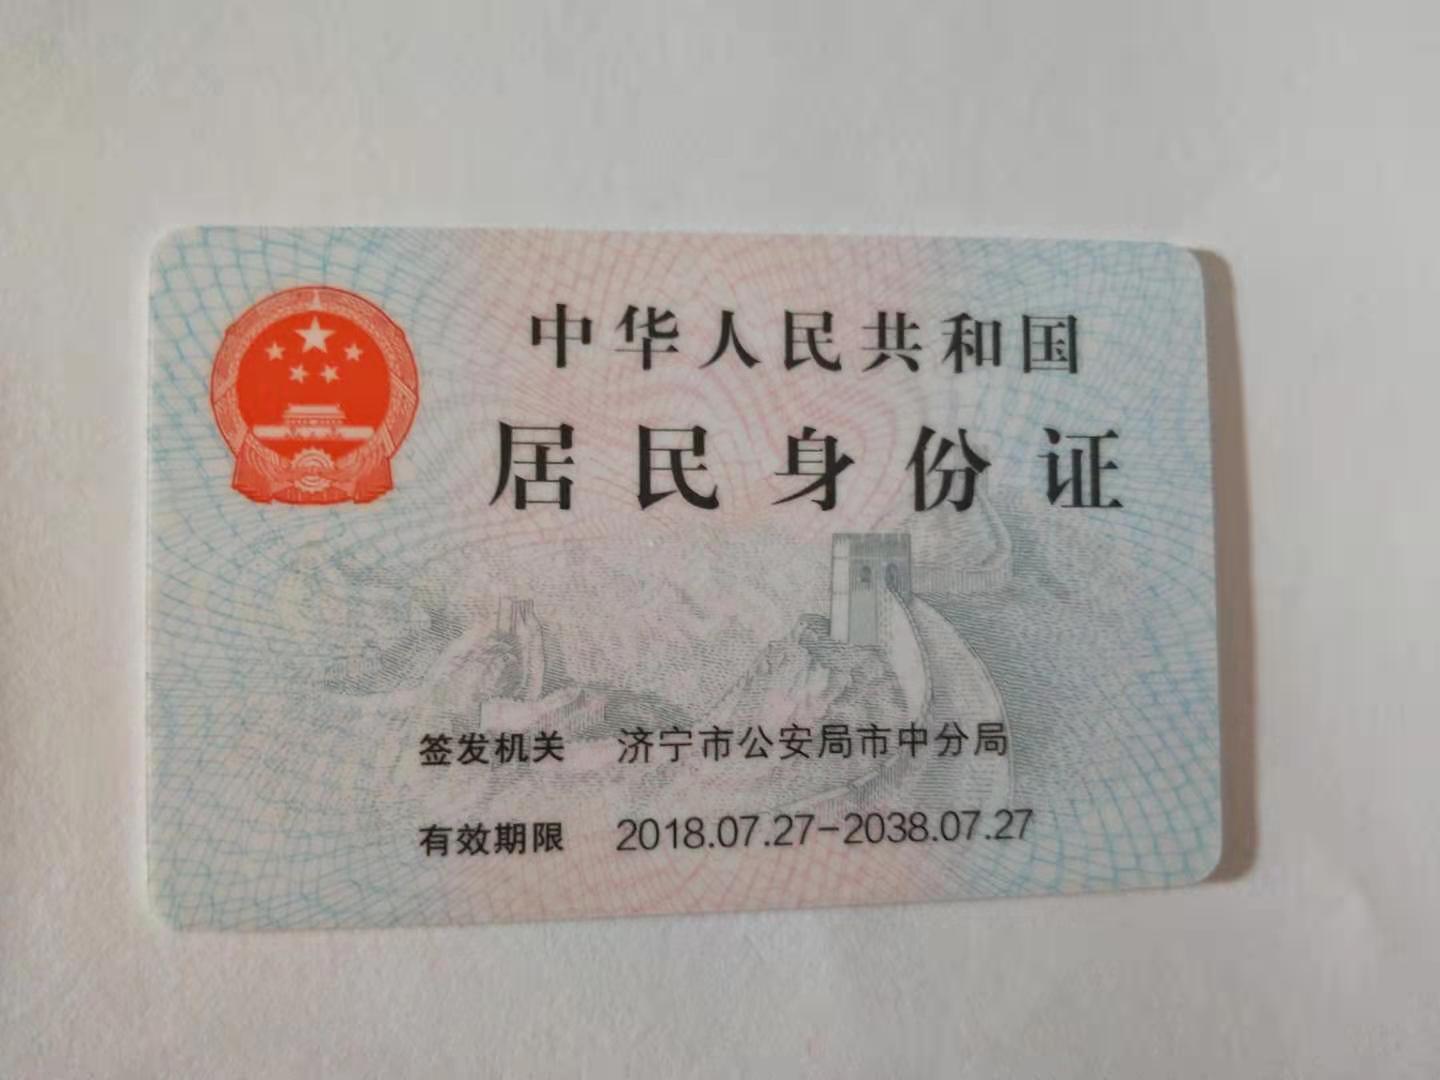 中华人民共和国
居民身份证
签发机关 济宁市公安局市中分局
有效期限 2018.07.27-2038.07.27